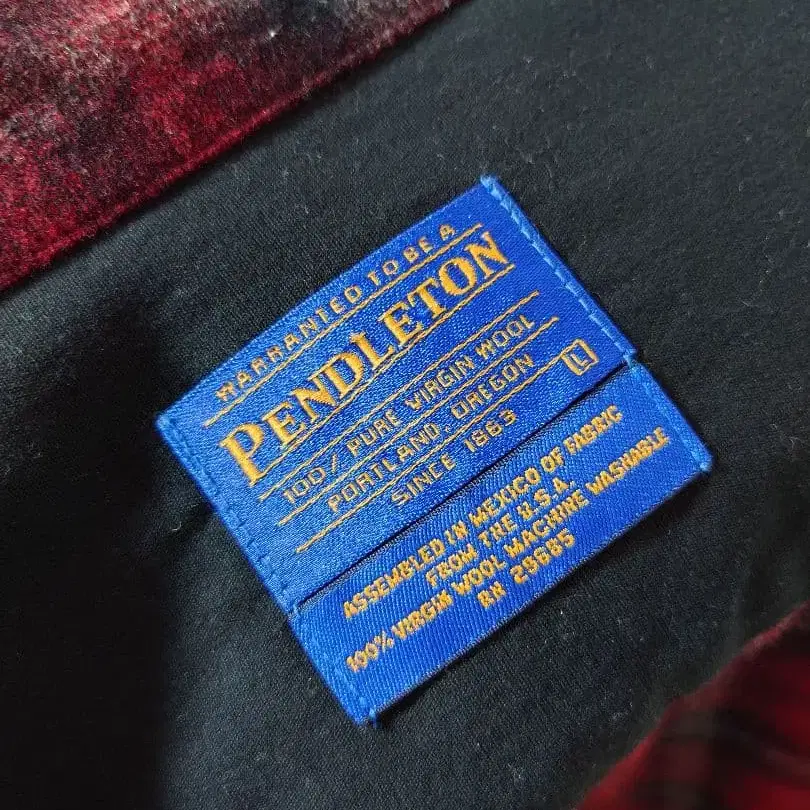 WARRANTED TO BE A
PENDLETON
100% PURE VIRGIN WOOL
PORTLAND, OREGON
SINCE 1863
L
ASSEMBLED IN MEXICO OF FABRIC
FROM THE U.S.A.
100% VIRGIN WOOL MACHINE WASHABLE
RN 29685